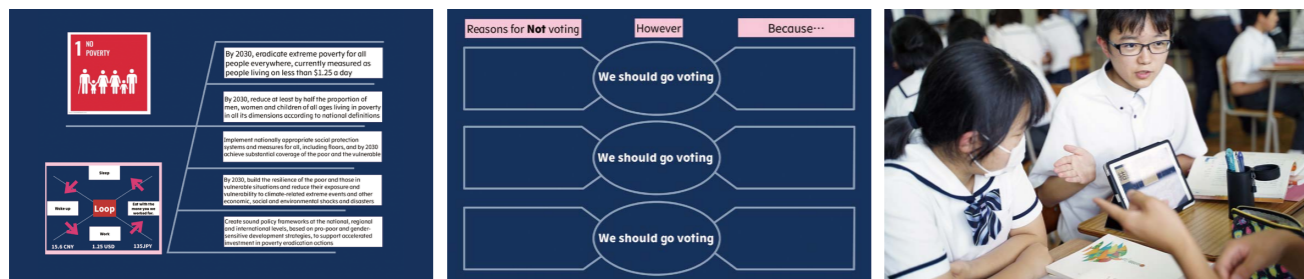 1 NO
POVERTY
By 2030, eradicate extreme poverty for all
people everywhere, currently measured as
people living on less than $1.25 a day
By 2030, reduce at least by half the proportion of
men, women and children of all ages living in poverty
in all its dimensions according to national definitions
Implement nationally appropriate social protection
systems and measures for all, including floors, and by 2030
achieve substantial coverage of the poor and the vulnerable
By 2030, build the resilience of the poor and those in
vulnerable situations and reduce their exposure and
vulnerability to climate-related extreme events and other
economic, social and environmental shocks and disasters
Create sound policy frameworks at the national, regional
and international levels, based on pro-poor and gender-
sensitive development strategies, to support accelerated
investment in poverty eradication actions
Sleep
Wake up
Loop
Eat with the
money you
worked for.
Work
15.6 CNY
1.25 USD
135JPY
Reasons for Not voting
However
Because…
We should go voting
We should go voting
We should go voting